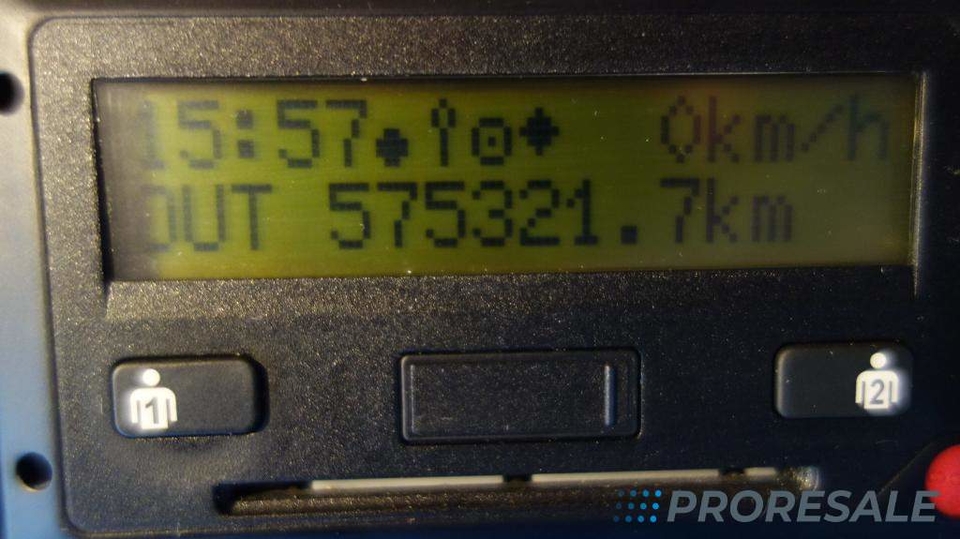 15:57 0km/h
OUT 575321.7km
1
2
PRORESALE